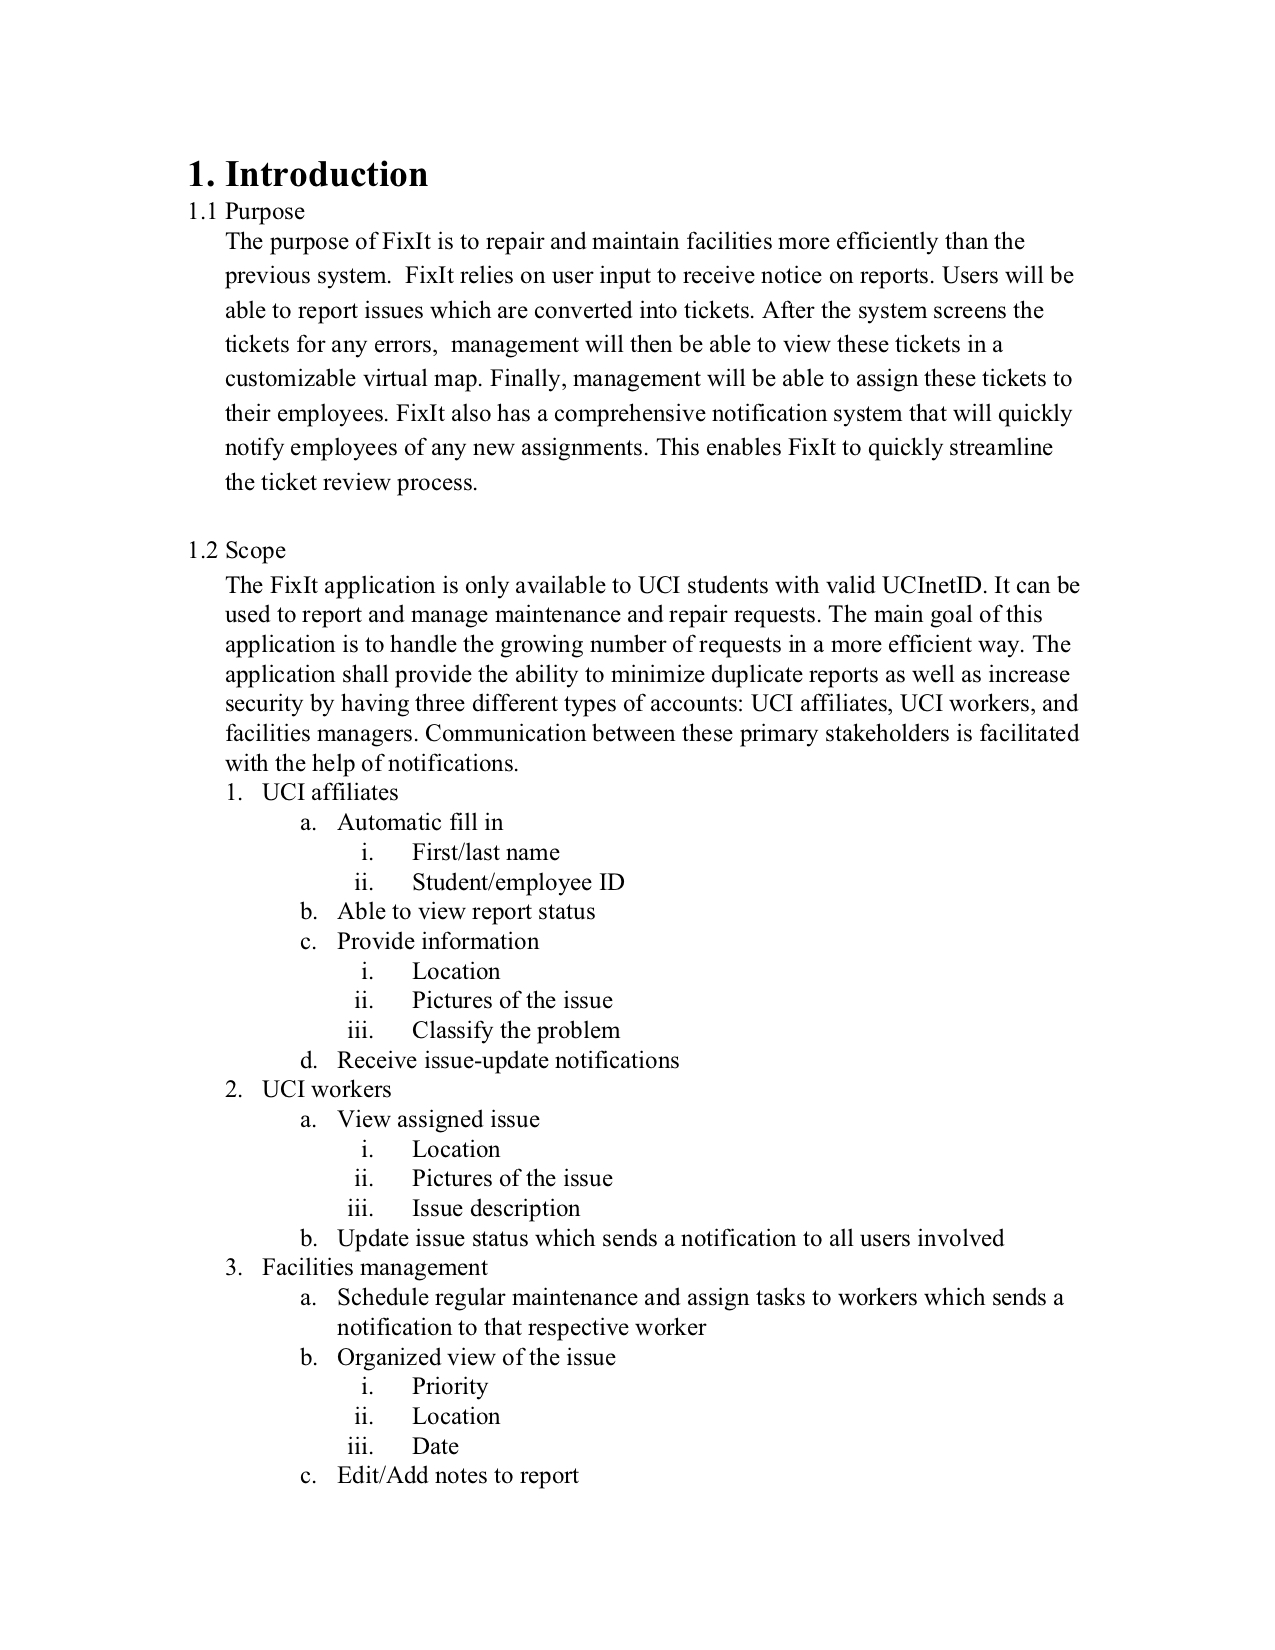 1. Introduction
1.1 Purpose
The purpose of FixIt is to repair and maintain facilities more efficiently than the
previous system.  FixIt relies on user input to receive notice on reports. Users will be
able to report issues which are converted into tickets. After the system screens the
tickets for any errors,  management will then be able to view these tickets in a
customizable virtual map. Finally, management will be able to assign these tickets to
their employees. FixIt also has a comprehensive notification system that will quickly
notify employees of any new assignments. This enables FixIt to quickly streamline
the ticket review process.
1.2 Scope
The FixIt application is only available to UCI students with valid UCInetID. It can be
used to report and manage maintenance and repair requests. The main goal of this
application is to handle the growing number of requests in a more efficient way. The
application shall provide the ability to minimize duplicate reports as well as increase
security by having three different types of accounts: UCI affiliates, UCI workers, and
facilities managers. Communication between these primary stakeholders is facilitated
with the help of notifications.
1. UCI affiliates
a. Automatic fill in
i. First/last name
ii. Student/employee ID
b. Able to view report status
c. Provide information
i. Location
ii. Pictures of the issue
iii. Classify the problem
d. Receive issue-update notifications
2. UCI workers
a. View assigned issue
i. Location
ii. Pictures of the issue
iii. Issue description
b. Update issue status which sends a notification to all users involved
3. Facilities management
a. Schedule regular maintenance and assign tasks to workers which sends a
notification to that respective worker
b. Organized view of the issue
i. Priority
ii. Location
iii. Date
c. Edit/Add notes to report